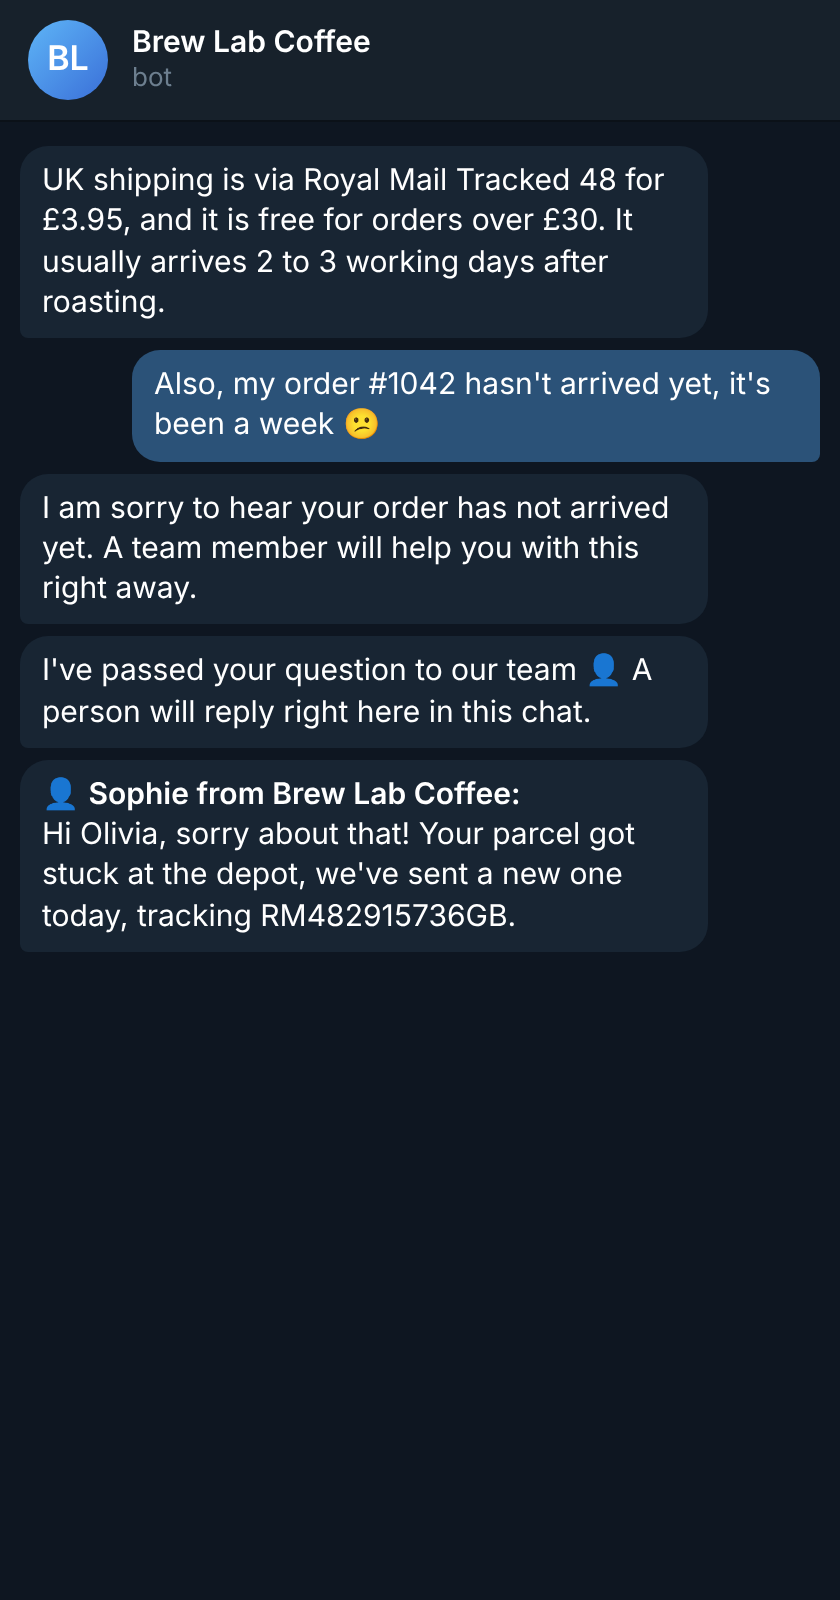 BL
Brew Lab Coffee
bot
UK shipping is via Royal Mail Tracked 48 for
£3.95, and it is free for orders over £30. It
usually arrives 2 to 3 working days after
roasting.
Also, my order #1042 hasn't arrived yet, it's
been a week 😕
I am sorry to hear your order has not arrived
yet. A team member will help you with this
right away.
I've passed your question to our team 👤 A
person will reply right here in this chat.
👤 Sophie from Brew Lab Coffee:
Hi Olivia, sorry about that! Your parcel got
stuck at the depot, we've sent a new one
today, tracking RM482915736GB.